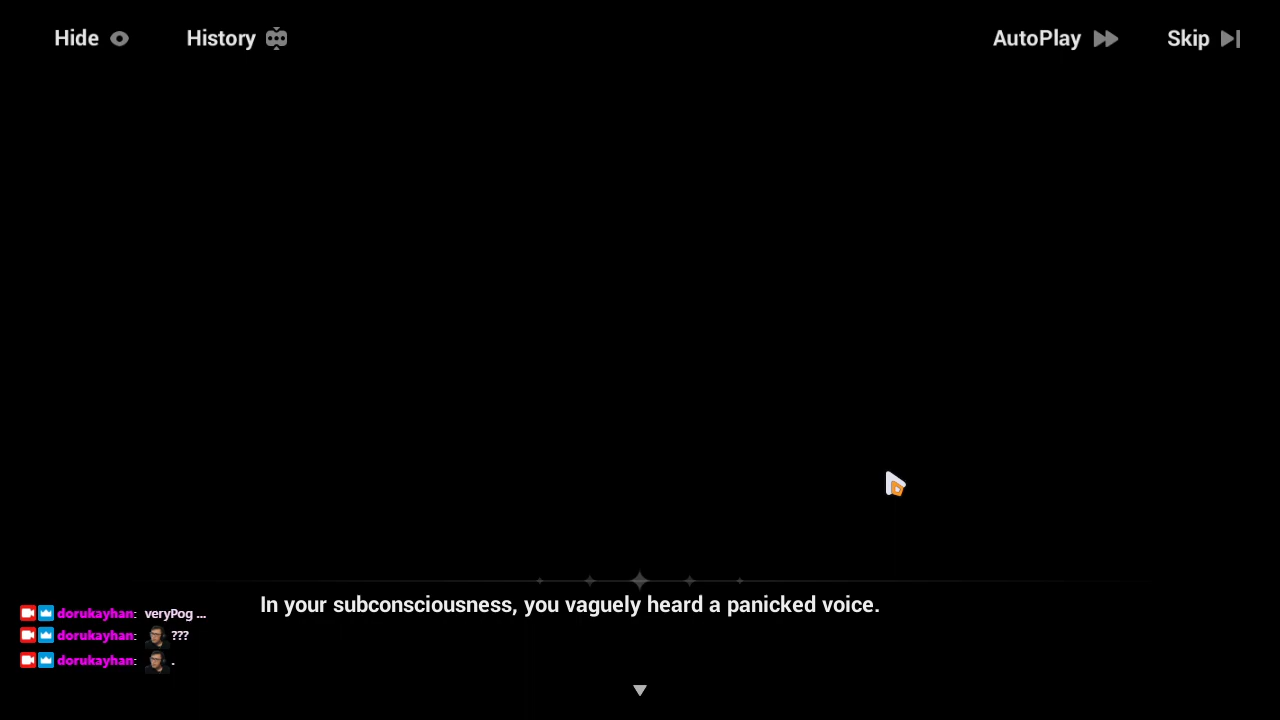 Hide
History
AutoPlay
Skip
In your subconsciousness, you vaguely heard a panicked voice.
dorukayhan: veryPog ...
dorukayhan: ???
dorukayhan: .